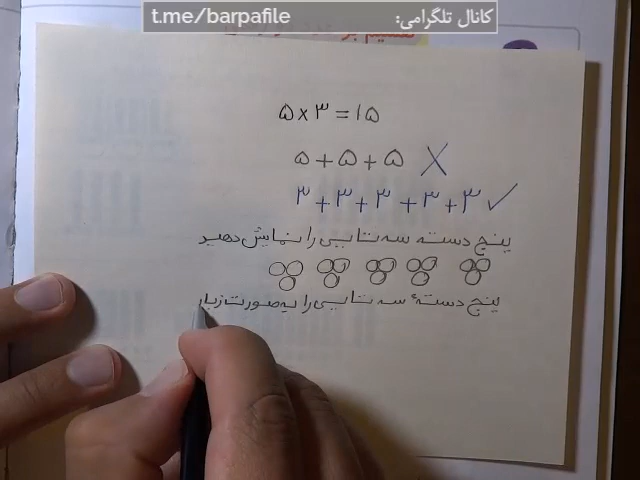 کانال تلگرامی: t.me/barpafile
۵×۳=۱۵
۵+۵+۵ X
۳+۳+۳+۳+۳ ✓
پنج دسته سه تایی را نمایش دهید
پنج دستهٔ سه تایی را به صورت زیبا